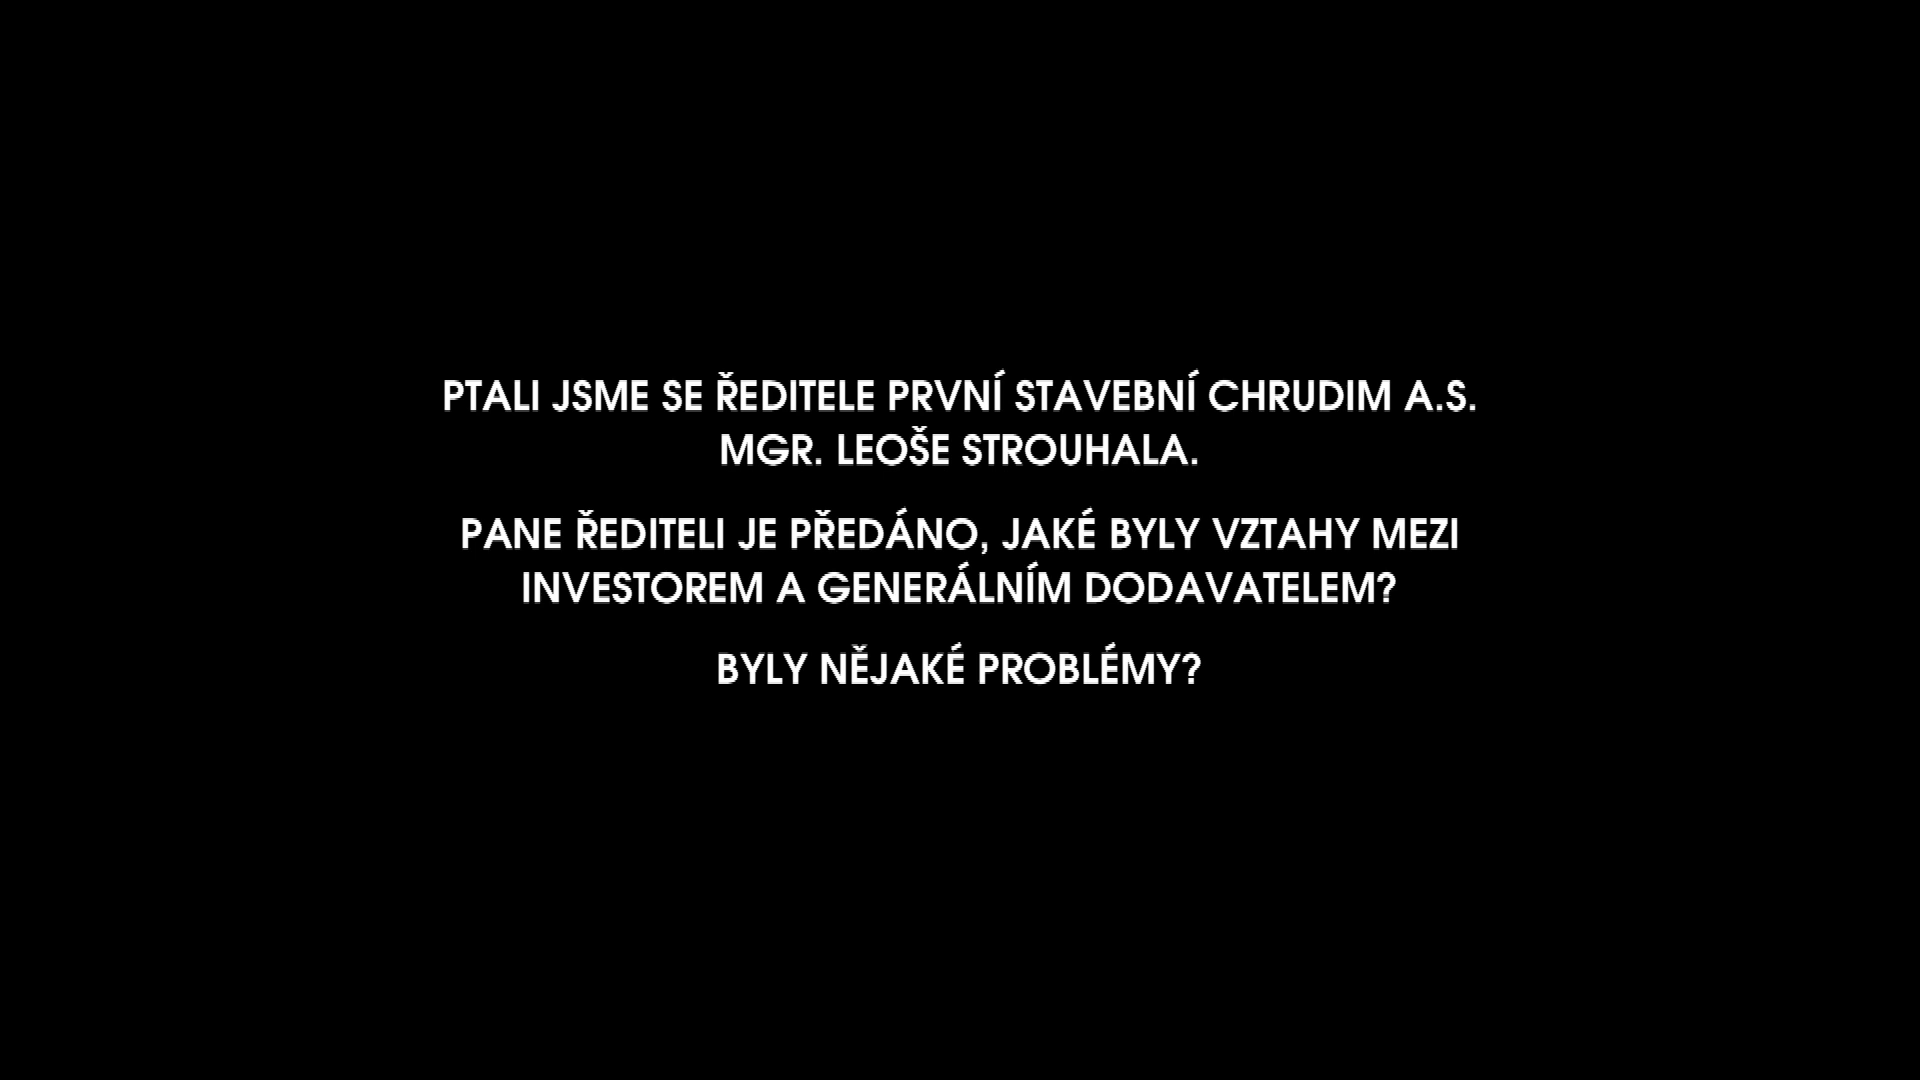 PTALI JSME SE ŘEDITELE PRVNÍ STAVEBNÍ CHRUDIM A.S.
MGR. LEOŠE STROUHALA.
PANE ŘEDITELI JE PŘEDÁNO, JAKÉ BYLY VZTAHY MEZI
INVESTOREM A GENERÁLNÍM DODAVATELEM?
BYLY NĚJAKÉ PROBLÉMY?